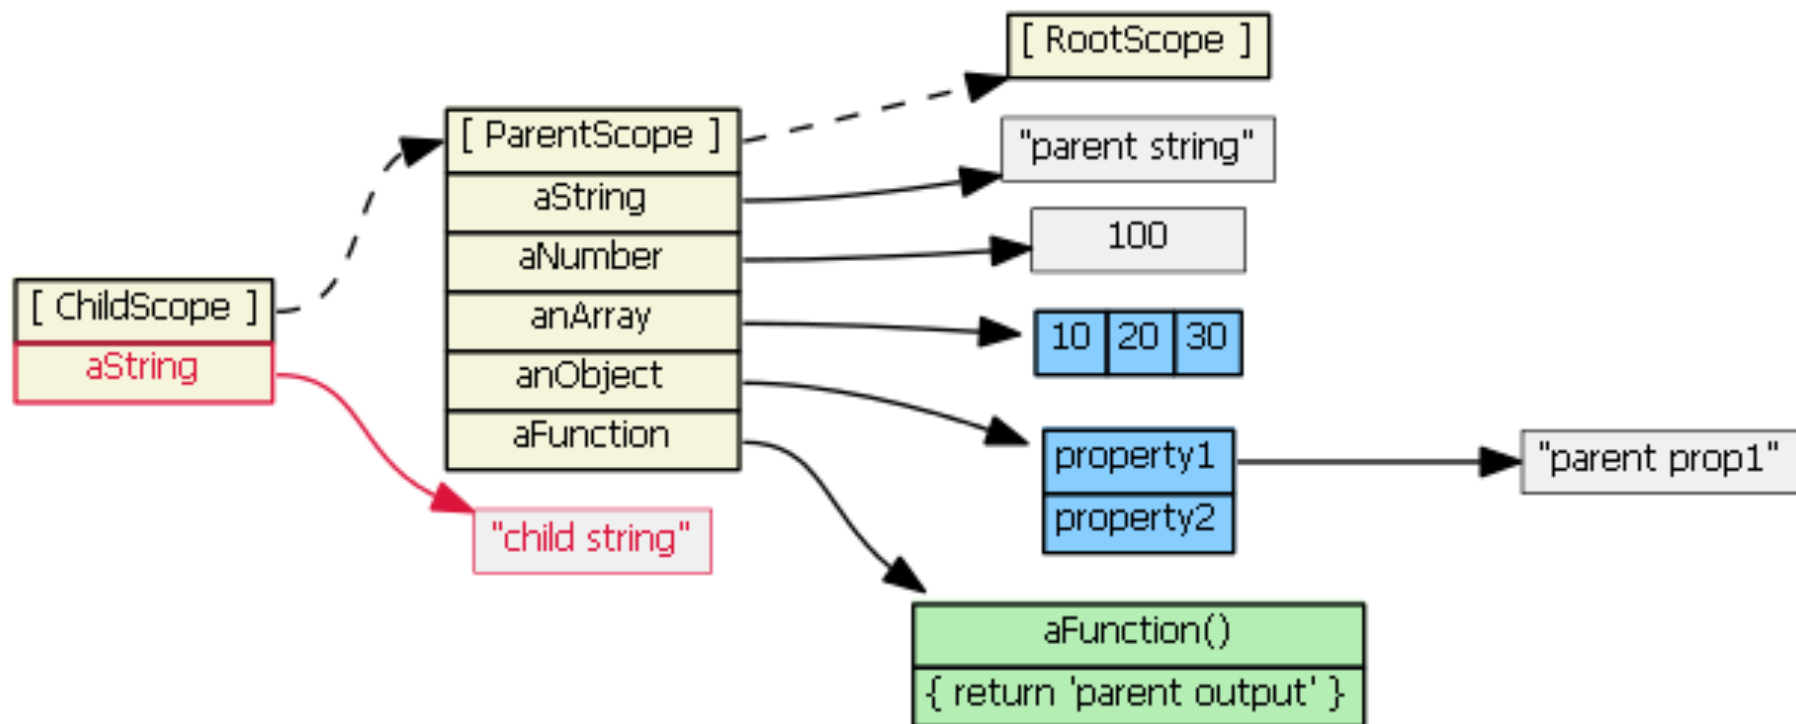 [ RootScope ]
[ ParentScope ]
"parent string"
aString
100
aNumber
[ ChildScope ]
anArray
10 20 30
aString
anObject
aFunction
property1
"parent prop1"
property2
"child string"
aFunction()
{ return 'parent output' }